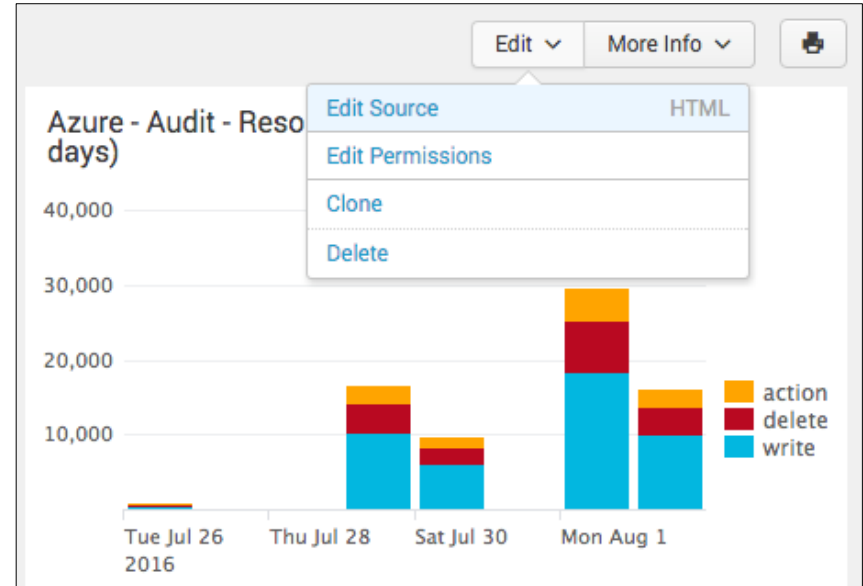 Edit
More Info
Azure - Audit - Reso
days)
Edit Source HTML
Edit Permissions
Clone
Delete
40,000
30,000
20,000
10,000
action
delete
write
Tue Jul 26 Thu Jul 28 Sat Jul 30 Mon Aug 1
2016